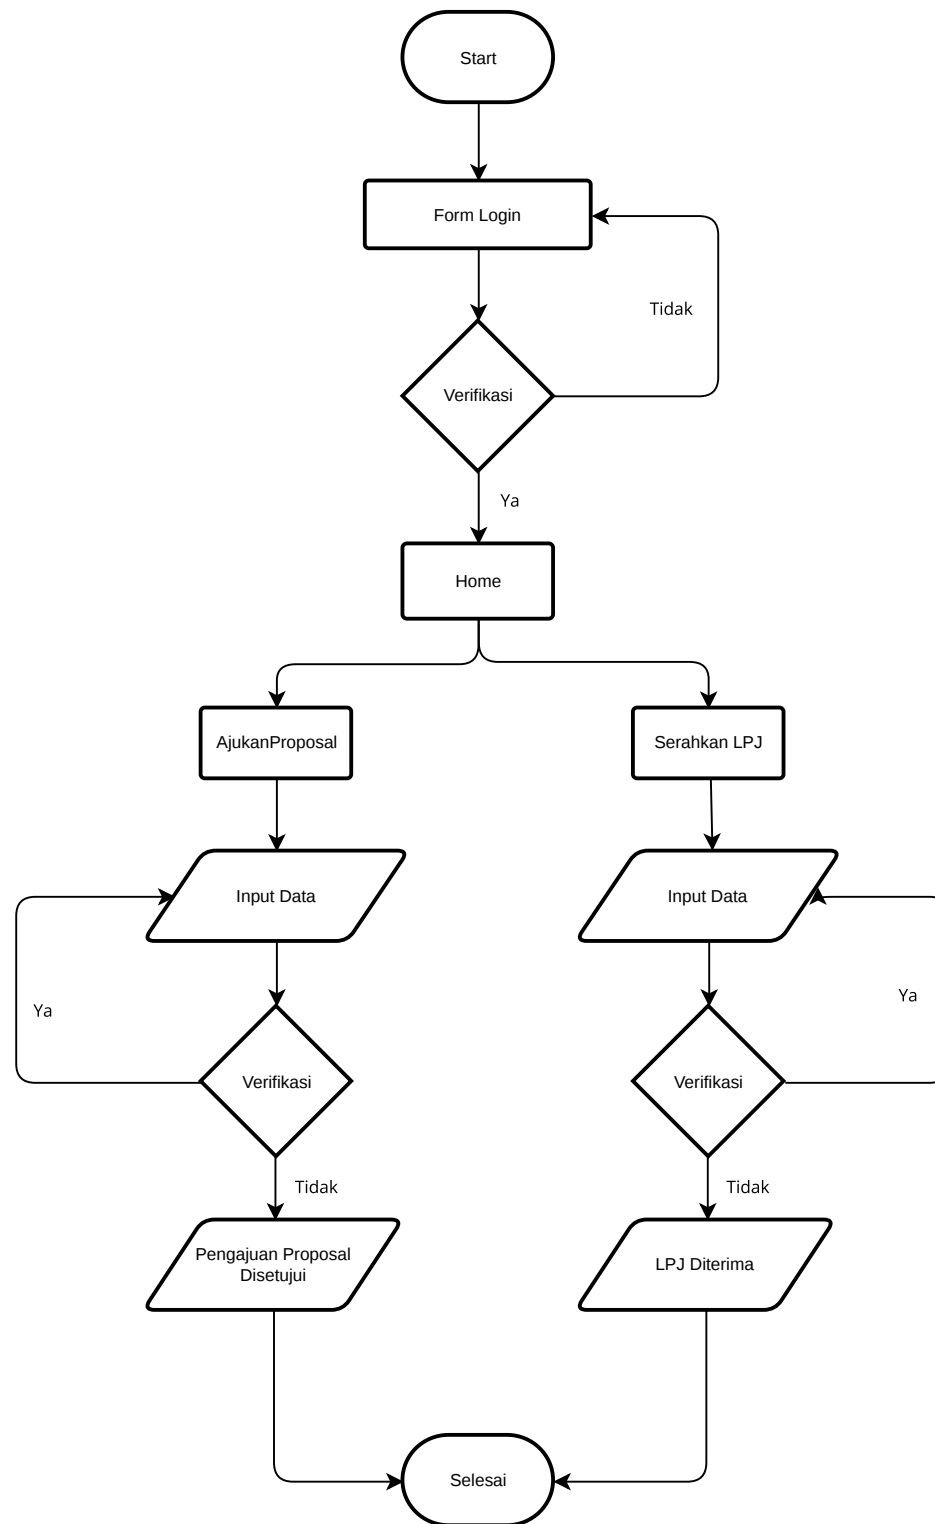 Start
Form Login
Tidak
Verifikasi
Ya
Home
AjukanProposal
Serahkan LPJ
Input Data
Input Data
Ya
Ya
Verifikasi
Verifikasi
Tidak
Tidak
Pengajuan Proposal
Disetujui
LPJ Diterima
Selesai